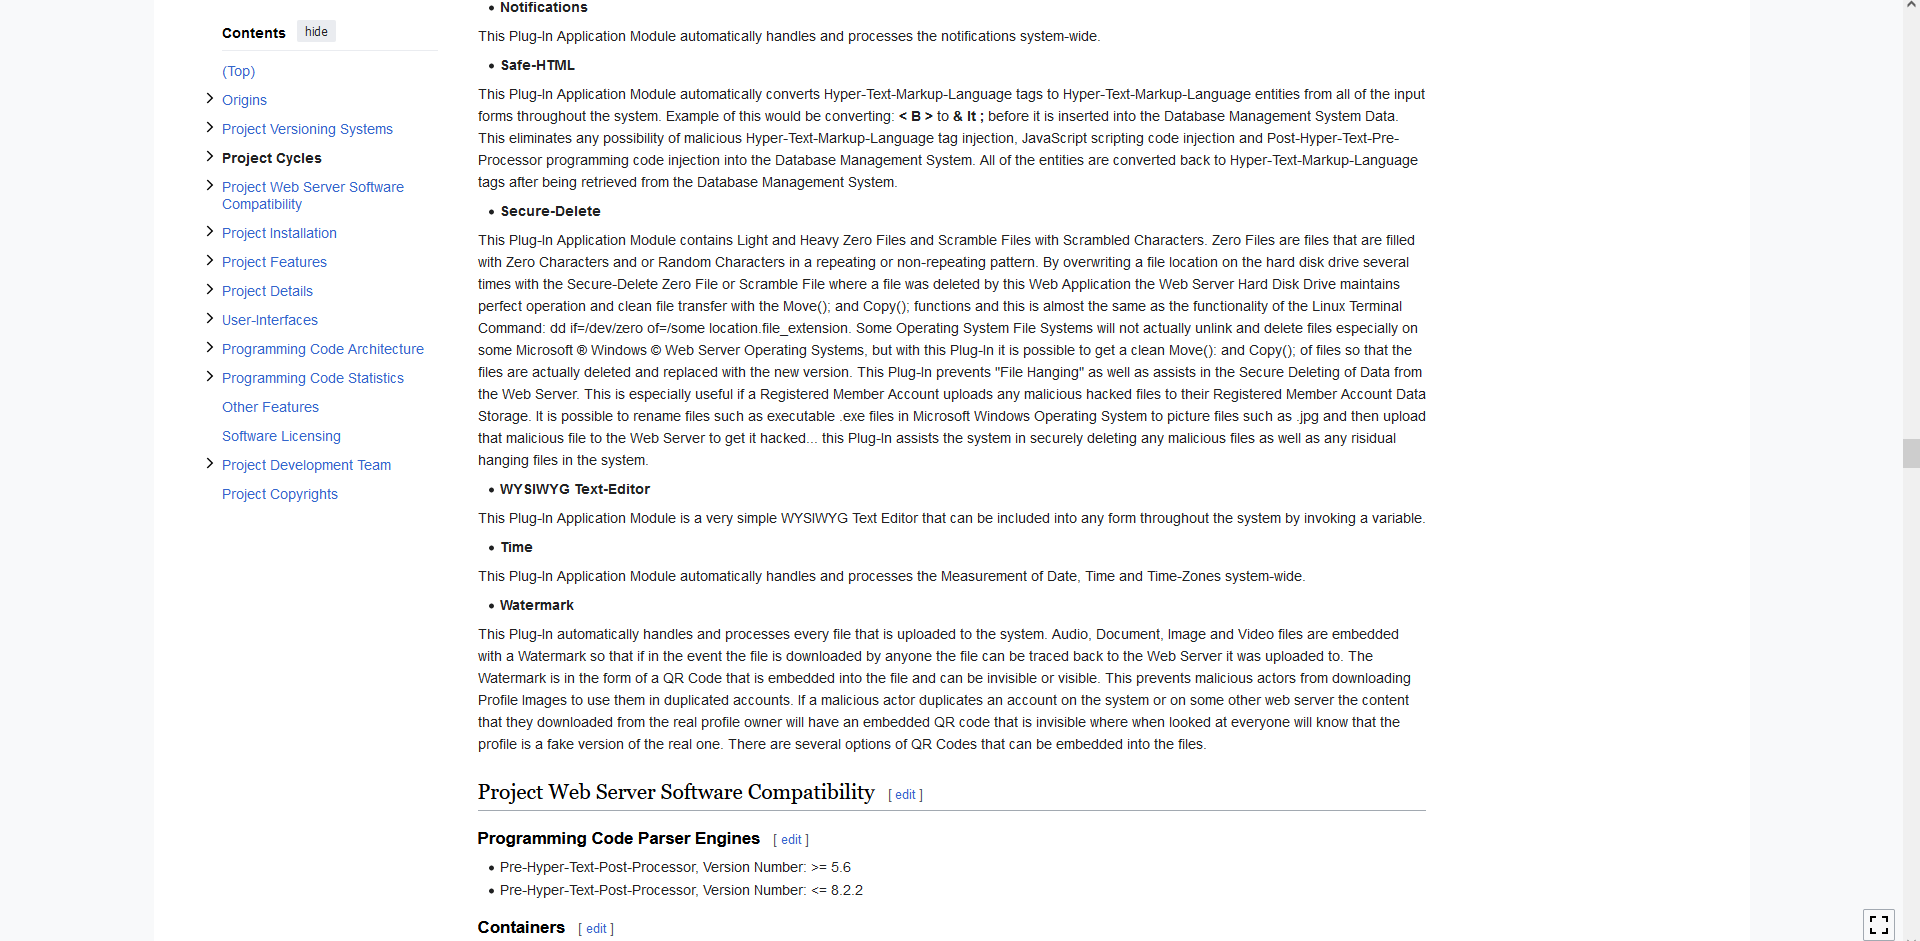 Contents hide
(Top)
Origins
Project Versioning Systems
Project Cycles
Project Web Server Software
Compatibility
Project Installation
Project Features
Project Details
User-Interfaces
Programming Code Architecture
Programming Code Statistics
Other Features
Software Licensing
Project Development Team
Project Copyrights
• Notifications
This Plug-In Application Module automatically handles and processes the notifications system-wide.
• Safe-HTML
This Plug-In Application Module automatically converts Hyper-Text-Markup-Language tags to Hyper-Text-Markup-Language entities from all of the input
forms throughout the system. Example of this would be converting: < B > to & lt ; before it is inserted into the Database Management System Data.
This eliminates any possibility of malicious Hyper-Text-Markup-Language tag injection, JavaScript scripting code injection and Post-Hyper-Text-Pre-
Processor programming code injection into the Database Management System. All of the entities are converted back to Hyper-Text-Markup-Language
tags after being retrieved from the Database Management System.
• Secure-Delete
This Plug-In Application Module contains Light and Heavy Zero Files and Scramble Files with Scrambled Characters. Zero Files are files that are filled
with Zero Characters and or Random Characters in a repeating or non-repeating pattern. By overwriting a file location on the hard disk drive several
times with the Secure-Delete Zero File or Scramble File where a file was deleted by this Web Application the Web Server Hard Disk Drive maintains
perfect operation and clean file transfer with the Move(); and Copy(); functions and this is almost the same as the functionality of the Linux Terminal
Command: dd if=/dev/zero of=/some location.file_extension. Some Operating System File Systems will not actually unlink and delete files especially on
some Microsoft ® Windows © Web Server Operating Systems, but with this Plug-In it is possible to get a clean Move(): and Copy(); of files so that the
files are actually deleted and replaced with the new version. This Plug-In prevents "File Hanging" as well as assists in the Secure Deleting of Data from
the Web Server. This is especially useful if a Registered Member Account uploads any malicious hacked files to their Registered Member Account Data
Storage. It is possible to rename files such as executable .exe files in Microsoft Windows Operating System to picture files such as .jpg and then upload
that malicious file to the Web Server to get it hacked... this Plug-In assists the system in securely deleting any malicious files as well as any risidual
hanging files in the system.
• WYSIWYG Text-Editor
This Plug-In Application Module is a very simple WYSIWYG Text Editor that can be included into any form throughout the system by invoking a variable.
• Time
This Plug-In Application Module automatically handles and processes the Measurement of Date, Time and Time-Zones system-wide.
• Watermark
This Plug-In automatically handles and processes every file that is uploaded to the system. Audio, Document, Image and Video files are embedded
with a Watermark so that if in the event the file is downloaded by anyone the file can be traced back to the Web Server it was uploaded to. The
Watermark is in the form of a QR Code that is embedded into the file and can be invisible or visible. This prevents malicious actors from downloading
Profile Images to use them in duplicated accounts. If a malicious actor duplicates an account on the system or on some other web server the content
that they downloaded from the real profile owner will have an embedded QR code that is invisible where when looked at everyone will know that the
profile is a fake version of the real one. There are several options of QR Codes that can be embedded into the files.
Project Web Server Software Compatibility [ edit ]
Programming Code Parser Engines [ edit ]
• Pre-Hyper-Text-Post-Processor, Version Number: >= 5.6
• Pre-Hyper-Text-Post-Processor, Version Number: <= 8.2.2
Containers [ edit ]